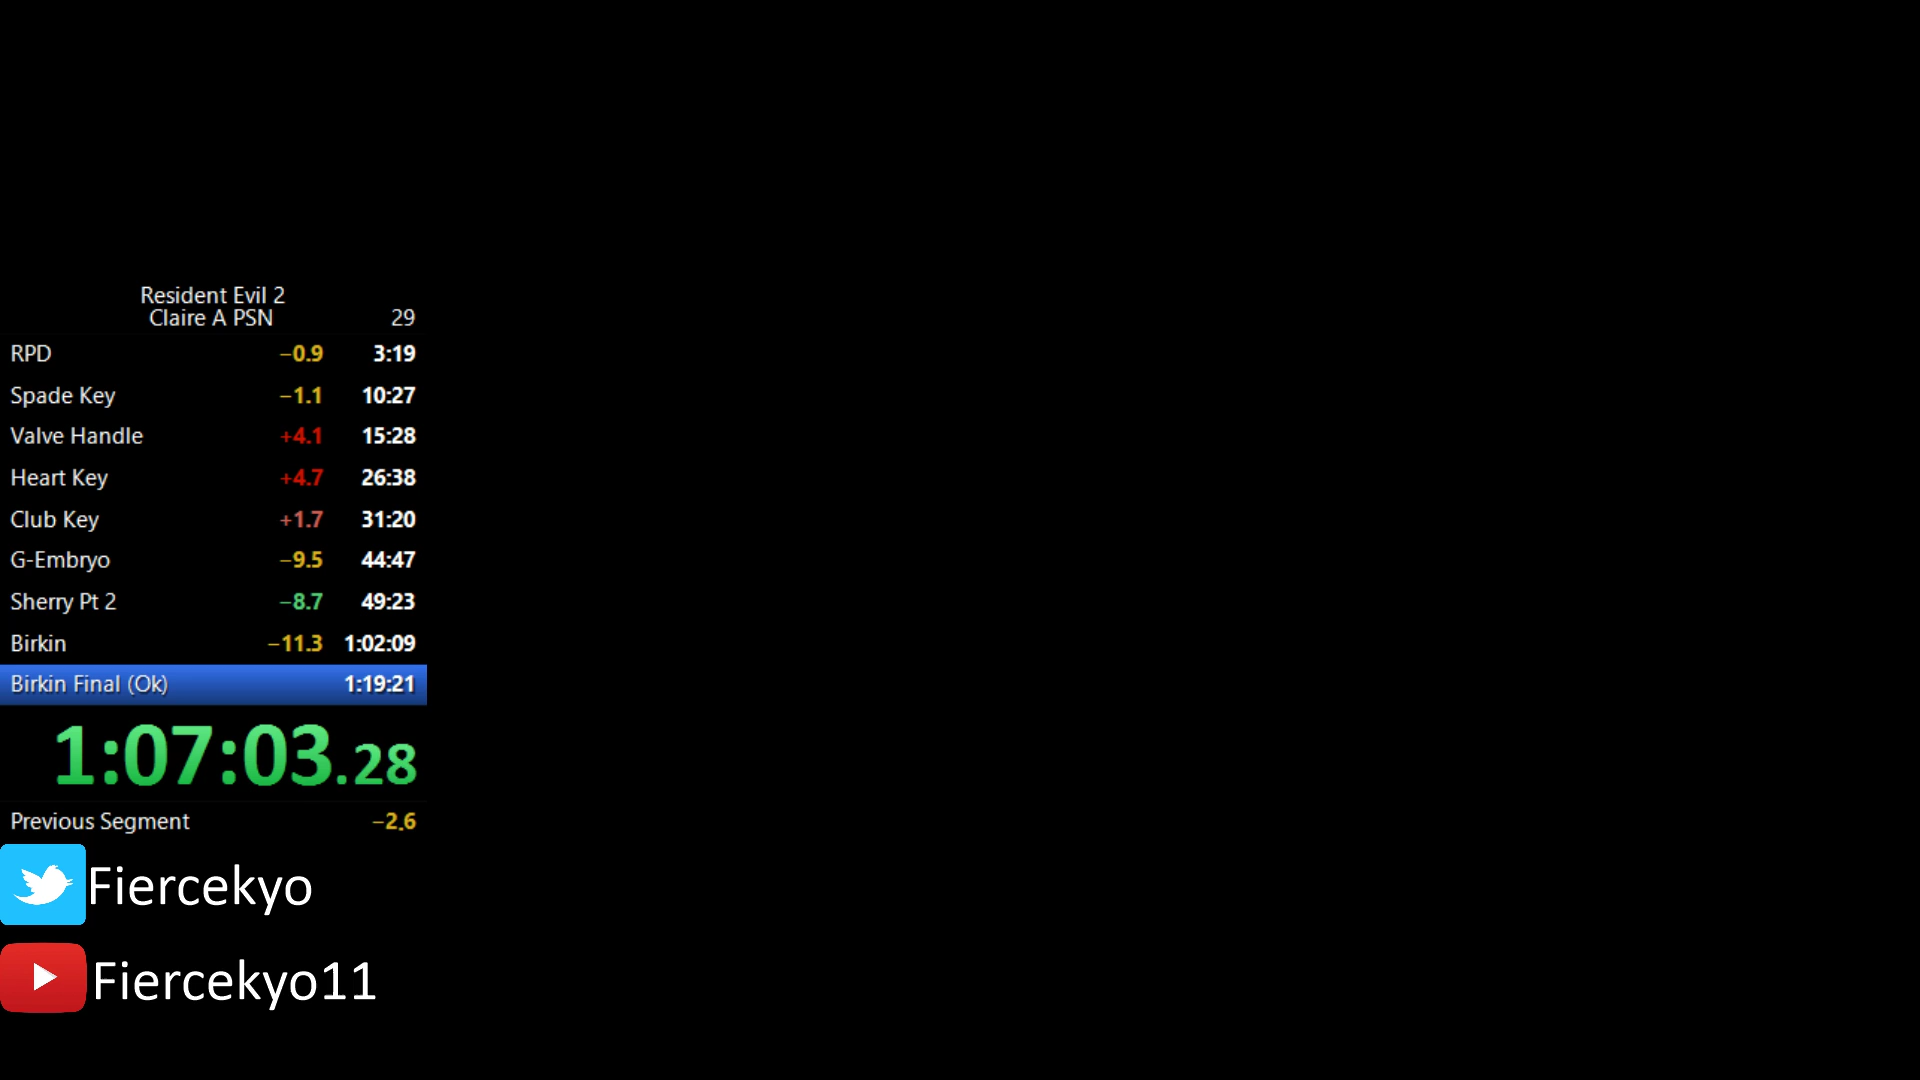 Resident Evil 2
Claire A PSN 29
RPD −0.9 3:19
Spade Key −1.1 10:27
Valve Handle +4.1 15:28
Heart Key +4.7 26:38
Club Key +1.7 31:20
G-Embryo −9.5 44:47
Sherry Pt 2 −8.7 49:23
Birkin −11.3 1:02:09
Birkin Final (Ok) 1:19:21
1:07:03.28
Previous Segment −2.6
Fiercekyo
Fiercekyo11